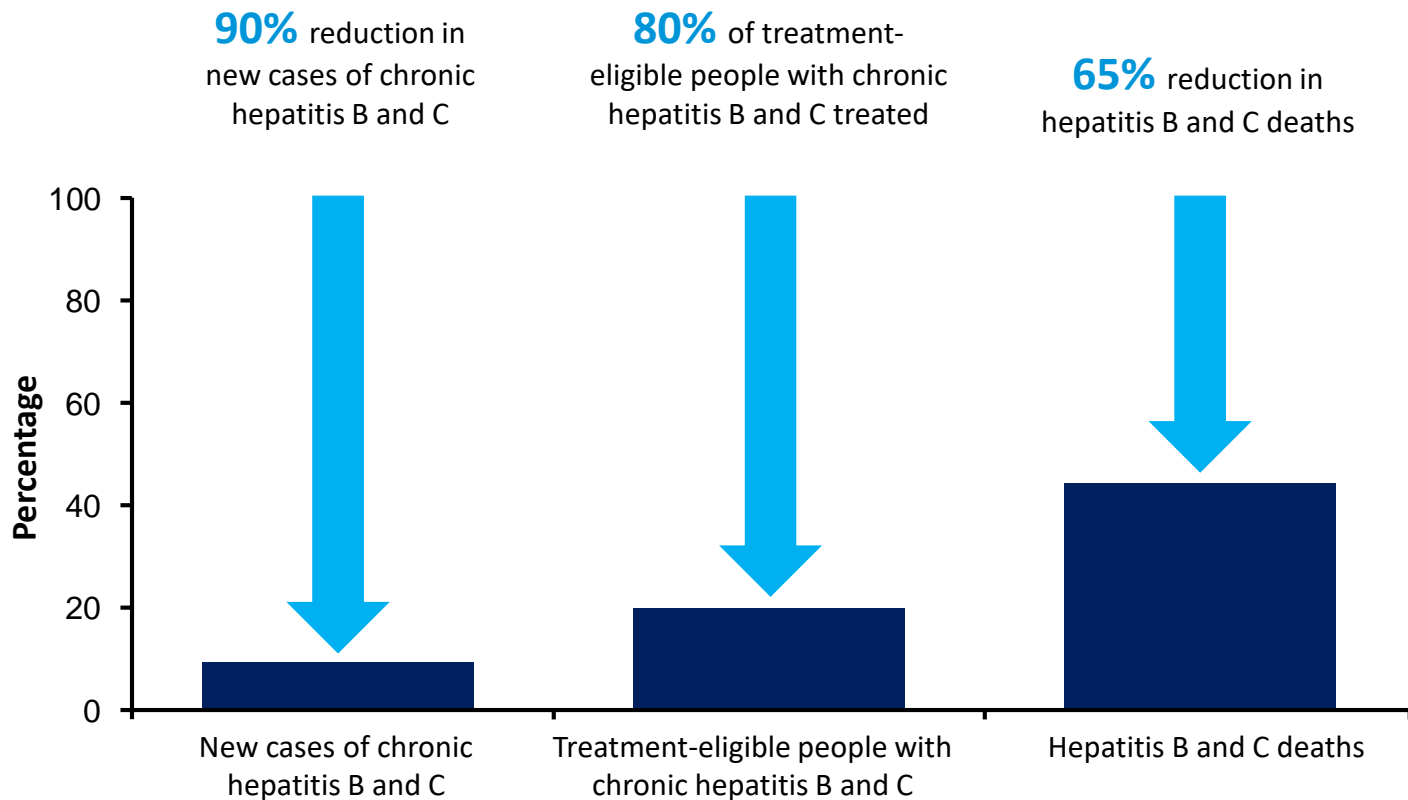 90% reduction in
new cases of chronic
hepatitis B and C
80% of treatment-
eligible people with chronic
hepatitis B and C treated
65% reduction in
hepatitis B and C deaths
Percentage
100
80
60
40
20
0
New cases of chronic
hepatitis B and C
Treatment-eligible people with
chronic hepatitis B and C
Hepatitis B and C deaths